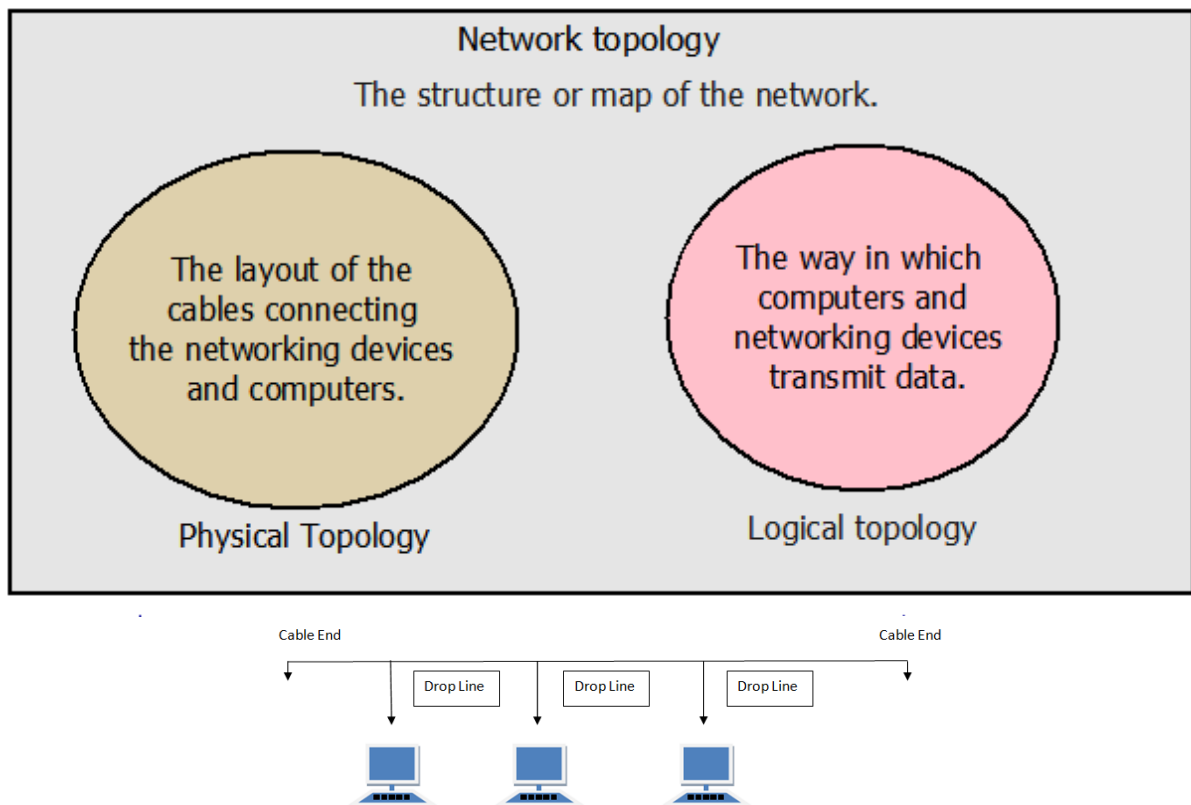 Network topology
The structure or map of the network.
The layout of the
cables connecting
the networking devices
and computers.
Physical Topology
The way in which
computers and
networking devices
transmit data.
Logical topology
Cable End
Cable End
Drop Line
Drop Line
Drop Line